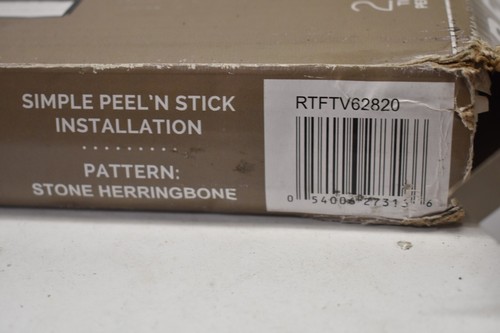 SIMPLE PEEL'N STICK
INSTALLATION
PATTERN:
STONE HERRINGBONE
RTFTV62820